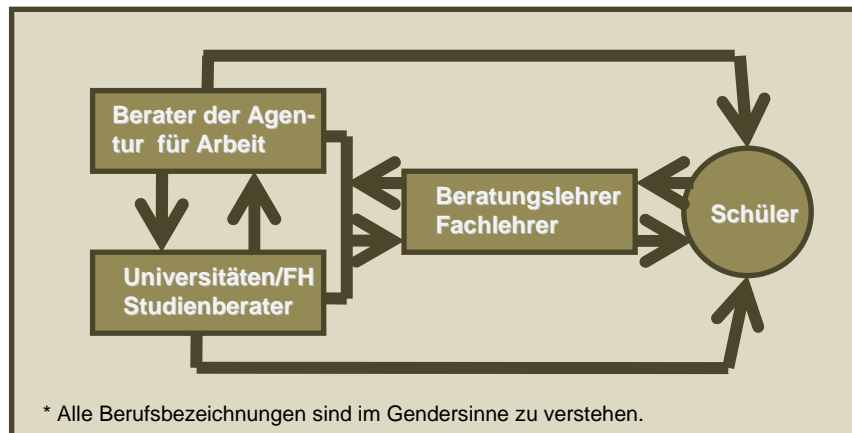 Berater der Agen-
tur für Arbeit
Beratungslehrer
Fachlehrer
Schüler
Universitäten/FH
Studienberater
* Alle Berufsbezeichnungen sind im Gendersinne zu verstehen.